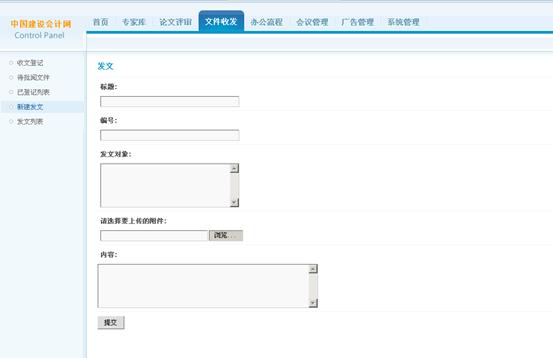 中国建设会计网
Control Panel
首页 专家库 论文评审 文件收发 办公流程 会议管理 广告管理 系统管理
收文登记
待批阅文件
已登记列表
新建发文
发文列表
发文
标题:
编号:
发文对象:
请选择要上传的附件:
浏览...
内容:
提交